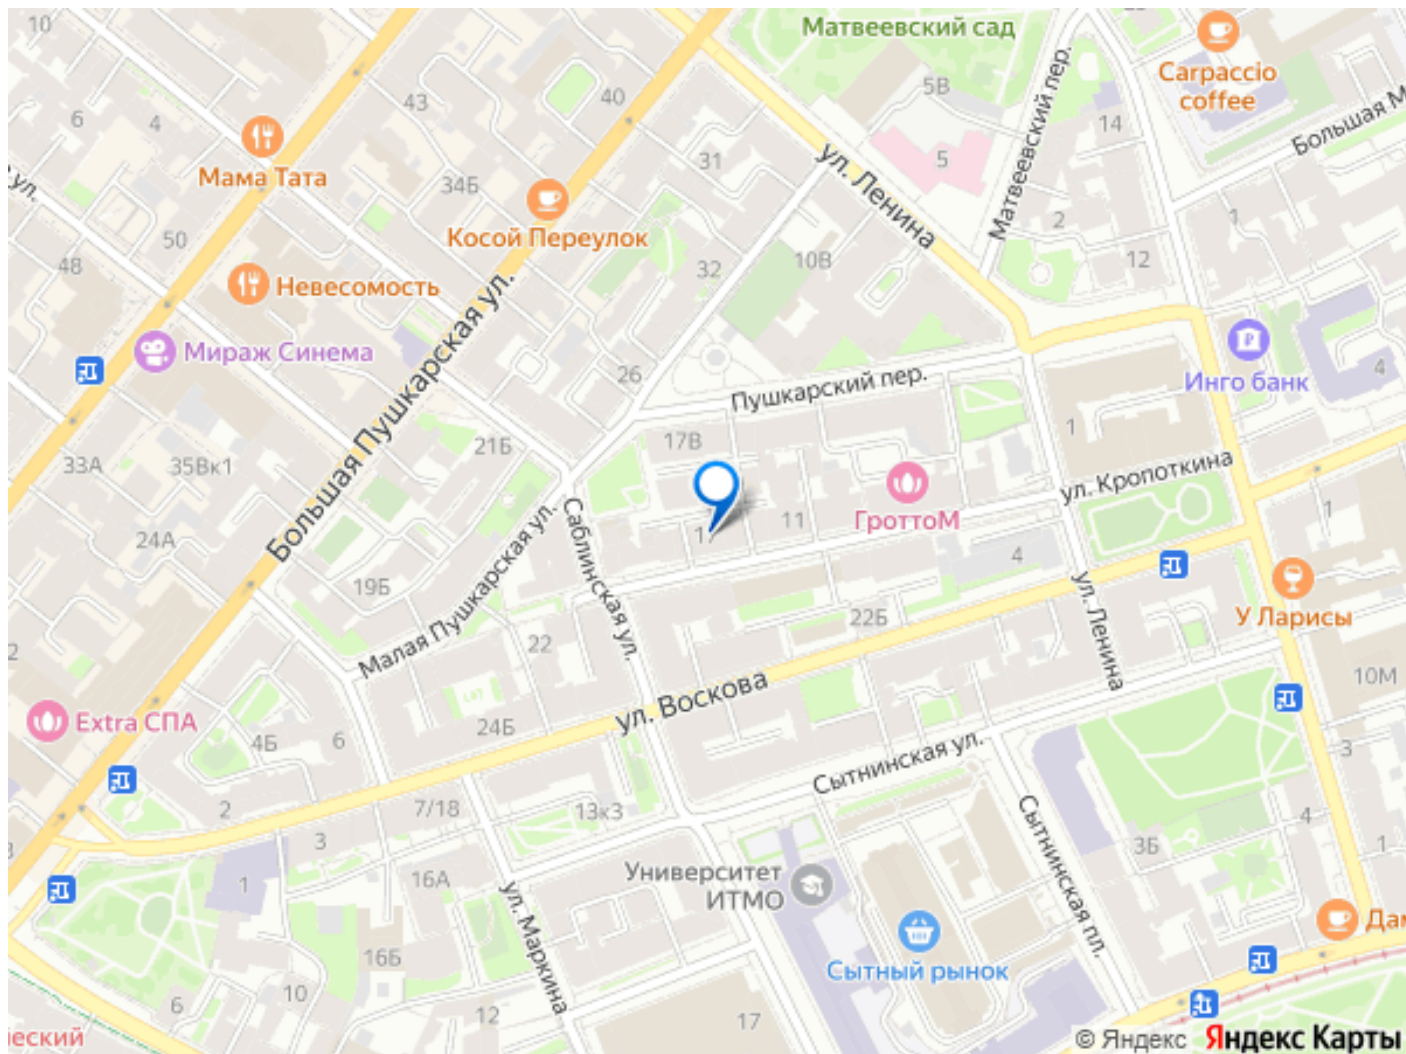 10
Матвеевский сад
Carpaccio
coffee
5В
43
40
6
4
14
Матвеевский пер.
Большая М
Мама Тата
31
5
ул. Ленина
34Б
ул.
2
1
50
Косой Переулок
48
32
10В
12
Невесомость
Большая Пушкарская ул.
Мираж Синема
26
Пушкарский пер.
Инго банк
4
21Б
17В
1
33А
35Вк1
ул. Кропоткина
ГроттоМ
11
1
24А
Саблинская ул.
4
19Б
Малая Пушкарская ул.
22Б
ул. Ленина
У Ларисы
22
2
10М
ул. Воскова
Extra СПА
4Б
6
24Б
Сытнинская ул.
3
2
7/18
13к3
4
3
Сытнинская пл.
3Б
1
1
16А
Университет
ИТМО
ул. Маркина
Сытный рынок
16Б
10
6
12
17
еский
© Яндекс
Яндекс Карты